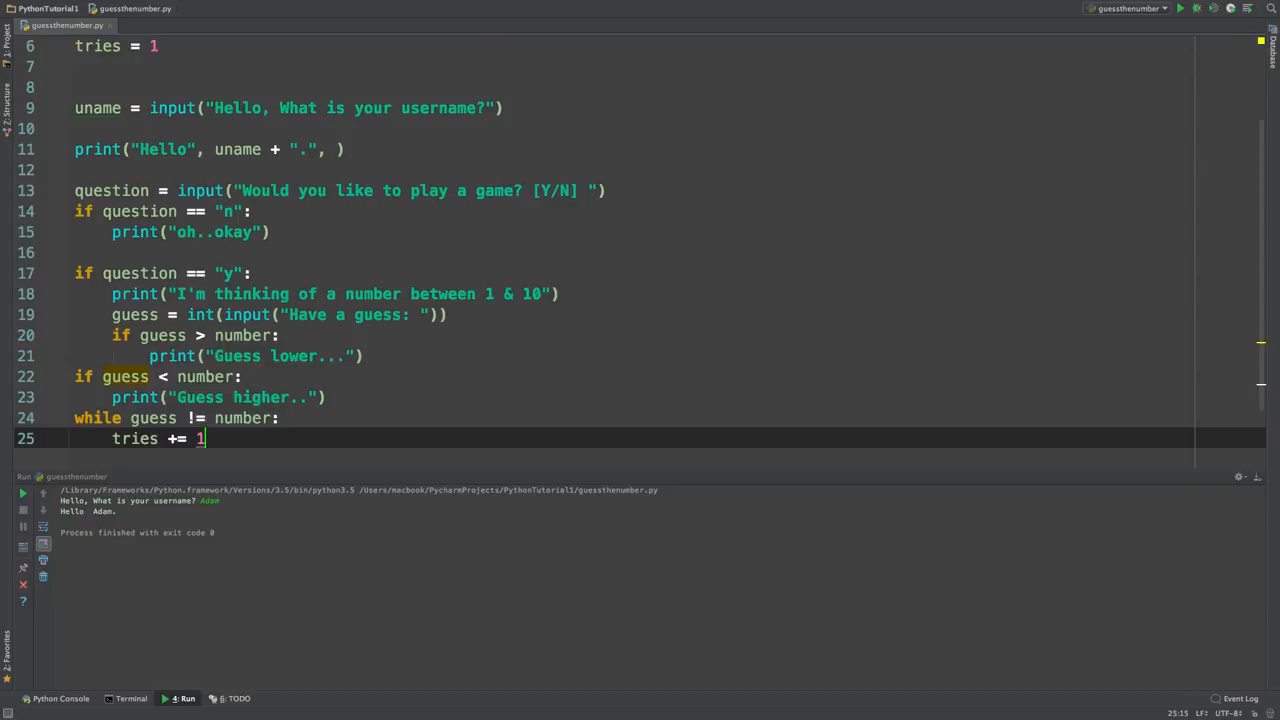 PythonTutorial1 guessthenumber.py guessthenumber
guessthenumber.py
1: Project
Z: Structure
2: Favorites
Database
6 tries = 1
7
8
9 uname = input("Hello, What is your username?")
10
11 print("Hello", uname + ".", )
12
13 question = input("Would you like to play a game? [Y/N] ")
14 if question == "n":
15 print("oh..okay")
16
17 if question == "y":
18 print("I'm thinking of a number between 1 & 10")
19 guess = int(input("Have a guess: "))
20 if guess > number:
21 print("Guess lower...")
22 if guess < number:
23 print("Guess higher..")
24 while guess != number:
25 tries += 1
Run guessthenumber
/Library/Frameworks/Python.framework/Versions/3.5/bin/python3.5 /Users/macbook/PycharmProjects/PythonTutorial1/guessthenumber.py
Hello, What is your username? Adam
Hello  Adam.
Process finished with exit code 0
Python Console Terminal 4: Run 6: TODO Event Log
25:15 LF÷ UTF-8÷